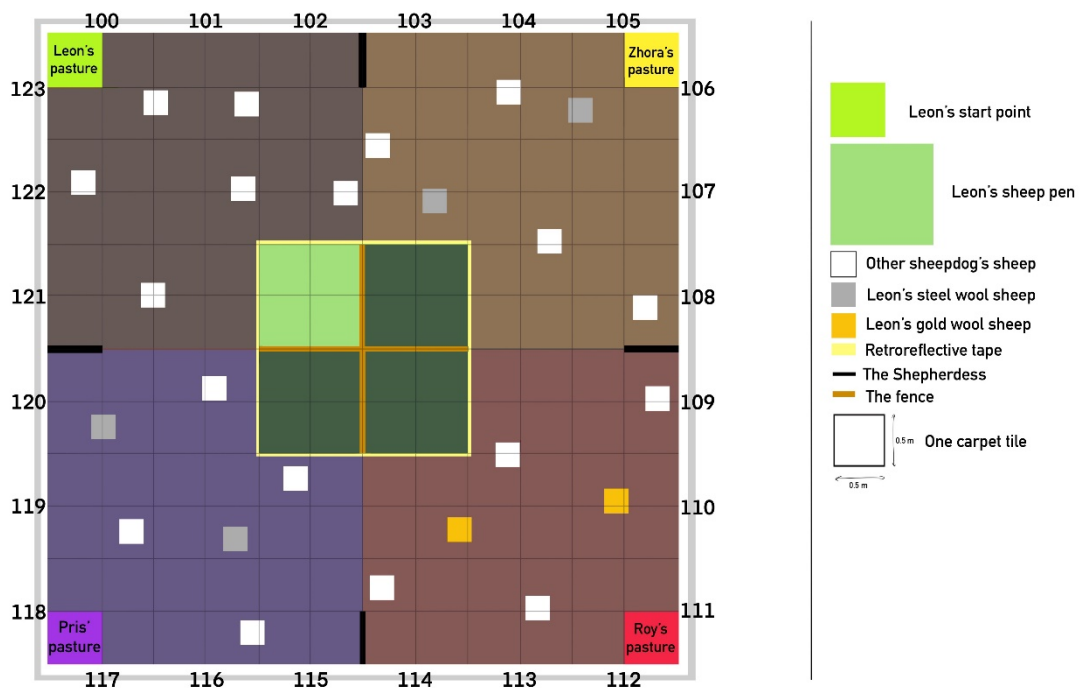 100 101 102 103 104 105
Leon's
pasture
Zhora's
pasture
123 106
122 107
121 108
120 109
119 110
118 111
Pris'
pasture
Roy's
pasture
117 116 115 114 113 112
Leon's start point
Leon's sheep pen
Other sheepdog's sheep
Leon's steel wool sheep
Leon's gold wool sheep
Retroreflective tape
The Shepherdess
The fence
One carpet tile
0.5 m
0.5 m